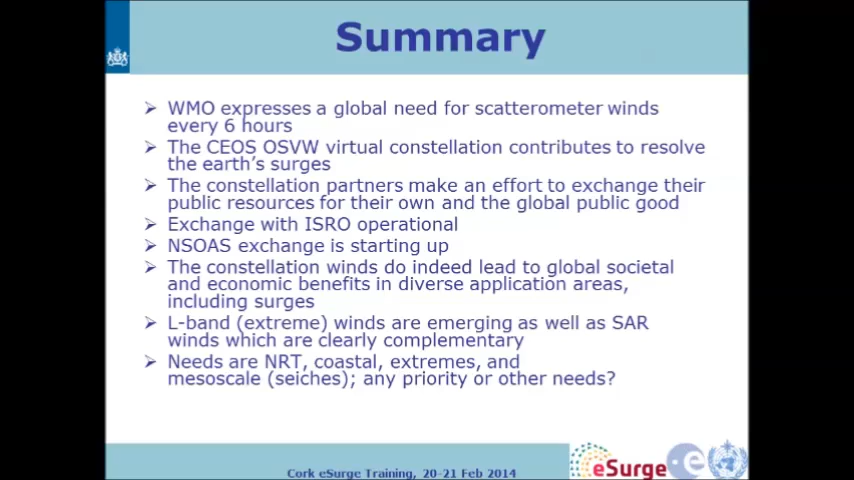 Summary
➢ WMO expresses a global need for scatterometer winds
every 6 hours
➢ The CEOS OSVW virtual constellation contributes to resolve
the earth's surges
➢ The constellation partners make an effort to exchange their
public resources for their own and the global public good
➢ Exchange with ISRO operational
➢ NSOAS exchange is starting up
➢ The constellation winds do indeed lead to global societal
and economic benefits in diverse application areas,
including surges
➢ L-band (extreme) winds are emerging as well as SAR
winds which are clearly complementary
➢ Needs are NRT, coastal, extremes, and
mesoscale (seiches); any priority or other needs?
Cork eSurge Training, 20-21 Feb 2014
eSurge